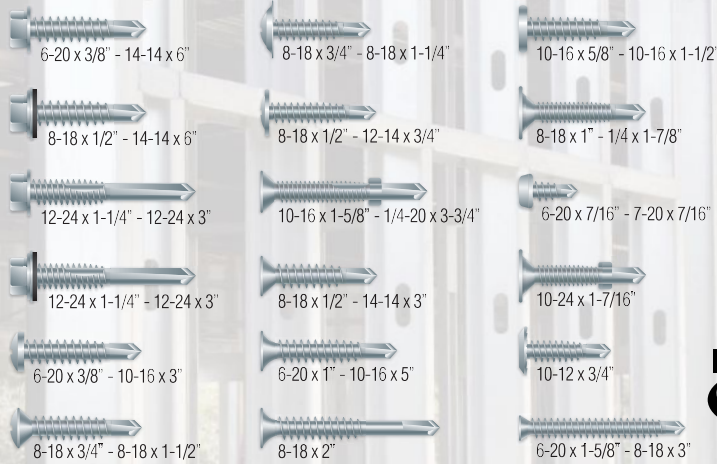 6-20 x 3/8" - 14-14 x 6"
8-18 x 3/4" - 8-18 x 1-1/4"
10-16 x 5/8" - 10-16 x 1-1/2"
8-18 x 1/2" - 14-14 x 6"
8-18 x 1/2" - 12-14 x 3/4"
8-18 x 1" - 1/4 x 1-7/8"
12-24 x 1-1/4" - 12-24 x 3"
10-16 x 1-5/8" - 1/4-20 x 3-3/4"
6-20 x 7/16" - 7-20 x 7/16"
12-24 x 1-1/4" - 12-24 x 3"
8-18 x 1/2" - 14-14 x 3"
10-24 x 1-7/16"
6-20 x 3/8" - 10-16 x 3"
6-20 x 1" - 10-16 x 5"
10-12 x 3/4"
8-18 x 3/4" - 8-18 x 1-1/2"
8-18 x 2"
6-20 x 1-5/8" - 8-18 x 3"